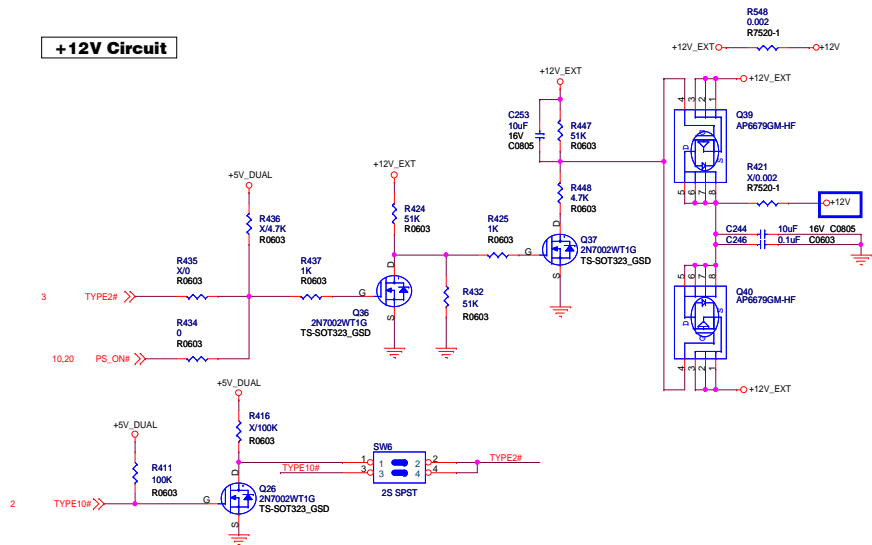 +12V Circuit
R548
0.002
R7520-1
+12V_EXT
+12V
+12V_EXT
C253
10uF
16V
C0805
R447
51K
R0603
+12V_EXT
4 3 2 1
Q39
AP6679GM-HF
G
D
S
5 6 7 8
R421
X/0.002
R7520-1
+12V
+5V_DUAL
+12V_EXT
R436
X/4.7K
R0603
R424
51K
R0603
R425
1K
R0603
R448
4.7K
R0603
D
G
S
Q37
2N7002WT1G
TS-SOT323_GSD
C244 10uF 16V C0805
C246 0.1uF C0603
R435
X/0
R0603
R437
1K
R0603
3 TYPE2#
D
G
S
Q36
2N7002WT1G
TS-SOT323_GSD
R432
51K
R0603
5 6 7 8
Q40
AP6679GM-HF
D
S
G
4 3 2 1
+12V_EXT
R434
0
R0603
10,20 PS_ON#
+5V_DUAL
R416
X/100K
R0603
+5V_DUAL
R411
100K
R0603
2 TYPE10#
D
G
S
Q26
2N7002WT1G
TS-SOT323_GSD
SW6
1 1 2 2
3 3 4 4
TYPE10#
TYPE2#
2S SPST